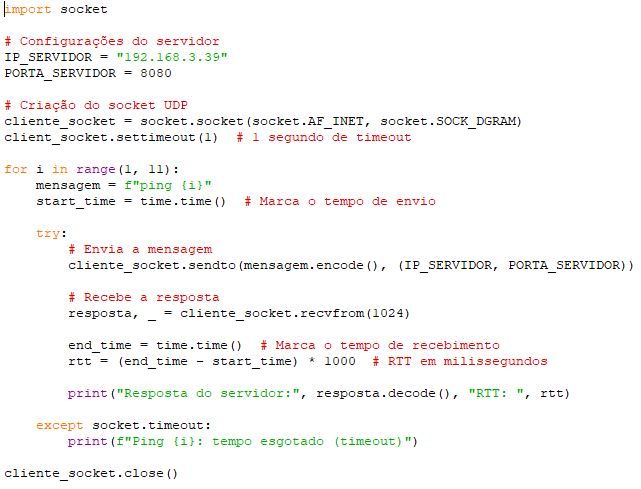 import socket

# Configurações do servidor
IP_SERVIDOR = "192.168.3.39"
PORTA_SERVIDOR = 8080

# Criação do socket UDP
cliente_socket = socket.socket(socket.AF_INET, socket.SOCK_DGRAM)
client_socket.settimeout(1)  # 1 segundo de timeout

for i in range(1, 11):
    mensagem = f"ping {i}"
    start_time = time.time()  # Marca o tempo de envio

    try:
        # Envia a mensagem
        cliente_socket.sendto(mensagem.encode(), (IP_SERVIDOR, PORTA_SERVIDOR))

        # Recebe a resposta
        resposta, _ = cliente_socket.recvfrom(1024)

        end_time = time.time()  # Marca o tempo de recebimento
        rtt = (end_time - start_time) * 1000  # RTT em milissegundos

        print("Resposta do servidor:", resposta.decode(), "RTT: ", rtt)

    except socket.timeout:
        print(f"Ping {i}: tempo esgotado (timeout)")

cliente_socket.close()